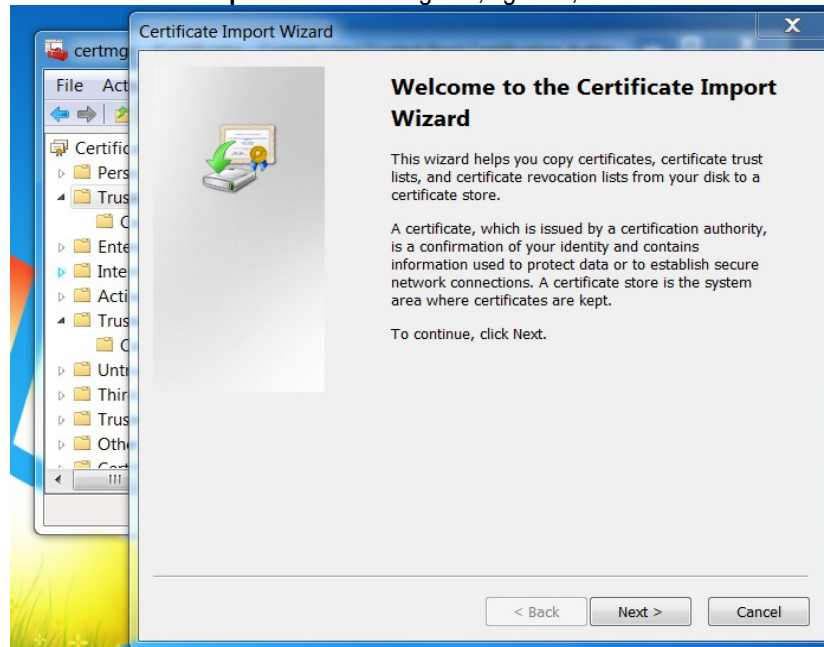 Certificate Import Wizard
certmg
File Act
Certific
Pers
Trus
C
Ente
Inte
Acti
Trus
C
Untr
Thir
Trus
Othe
Cert
Welcome to the Certificate Import
Wizard
This wizard helps you copy certificates, certificate trust
lists, and certificate revocation lists from your disk to a
certificate store.
A certificate, which is issued by a certification authority,
is a confirmation of your identity and contains
information used to protect data or to establish secure
network connections. A certificate store is the system
area where certificates are kept.
To continue, click Next.
< Back Next > Cancel